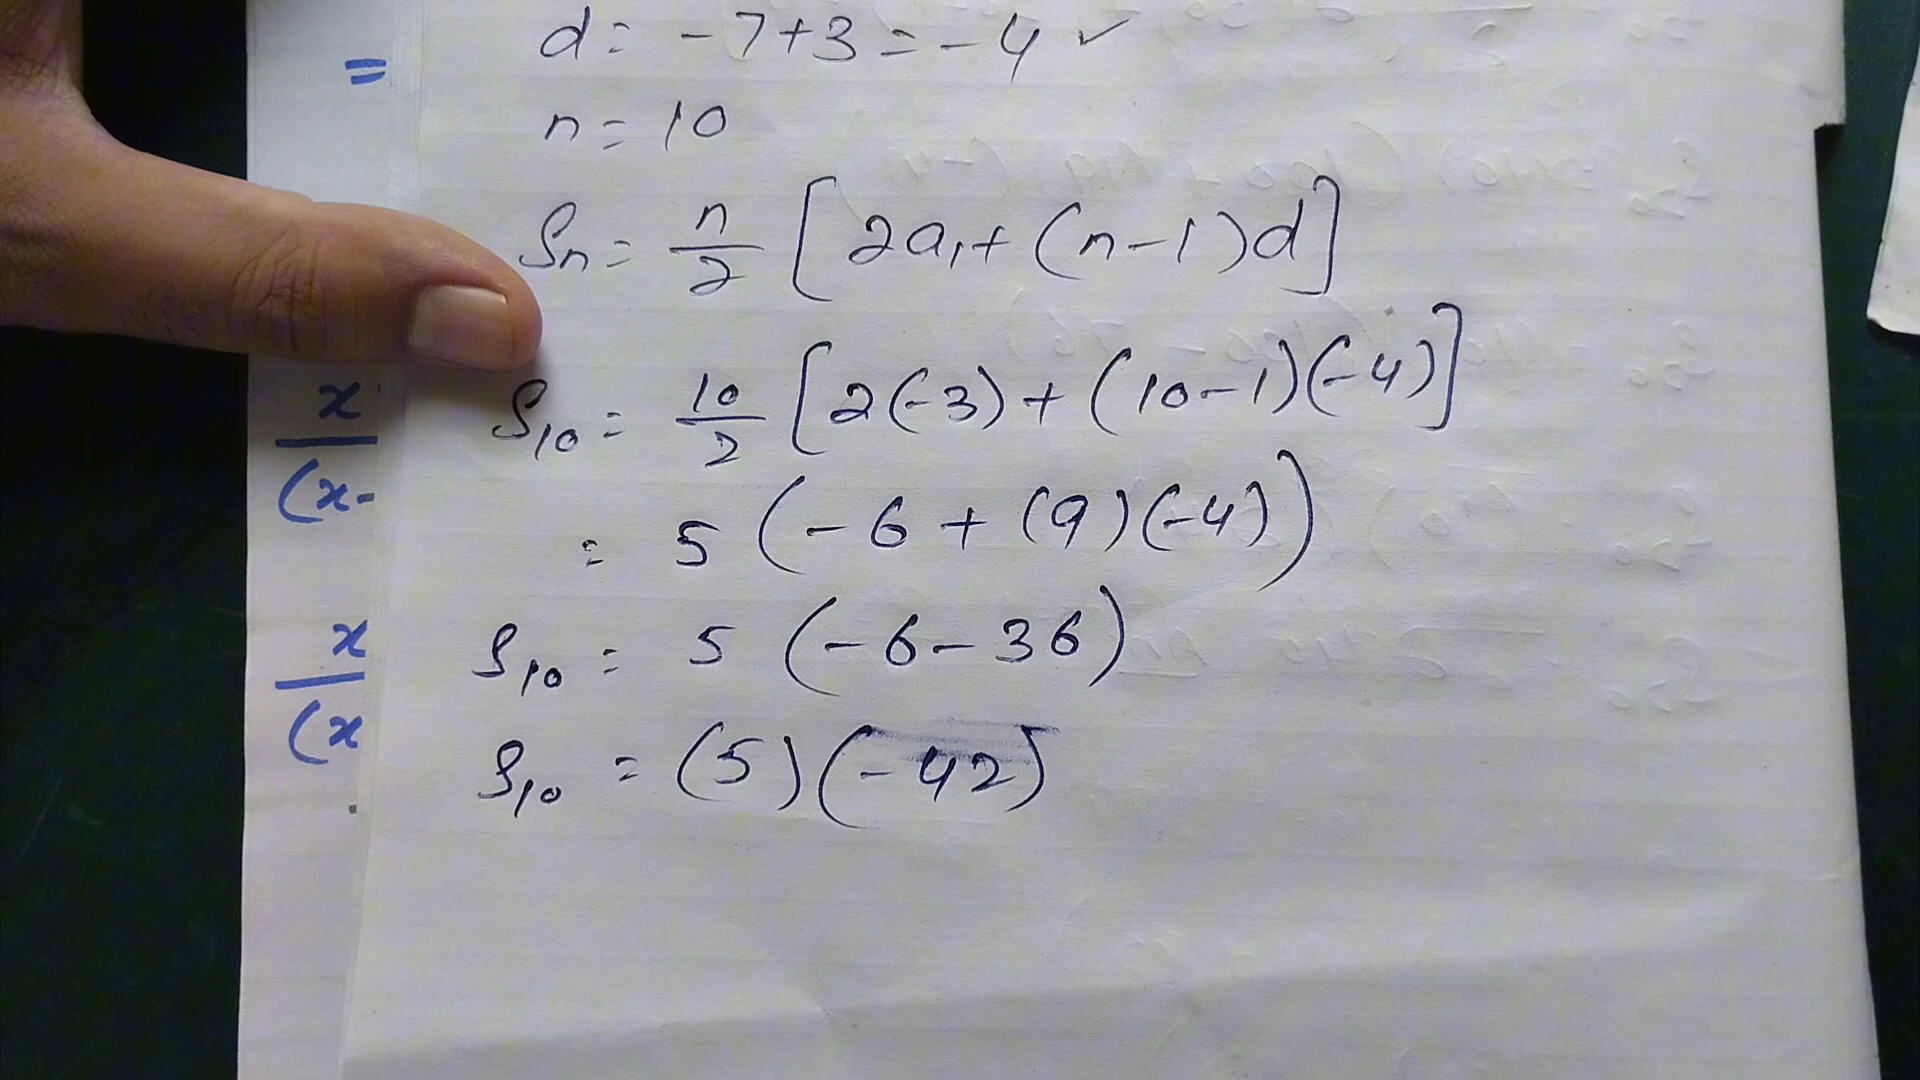 d = -7+3 = -4 ✓
=
n = 10
Sn = n/2 [2a₁+(n-1)d]
x
S₁₀ = 10/2 [2(-3)+(10-1)(-4)]
(x-
= 5(-6+(9)(-4))
x
S₁₀ = 5(-6-36)
(x
S₁₀ = (5)(-42)